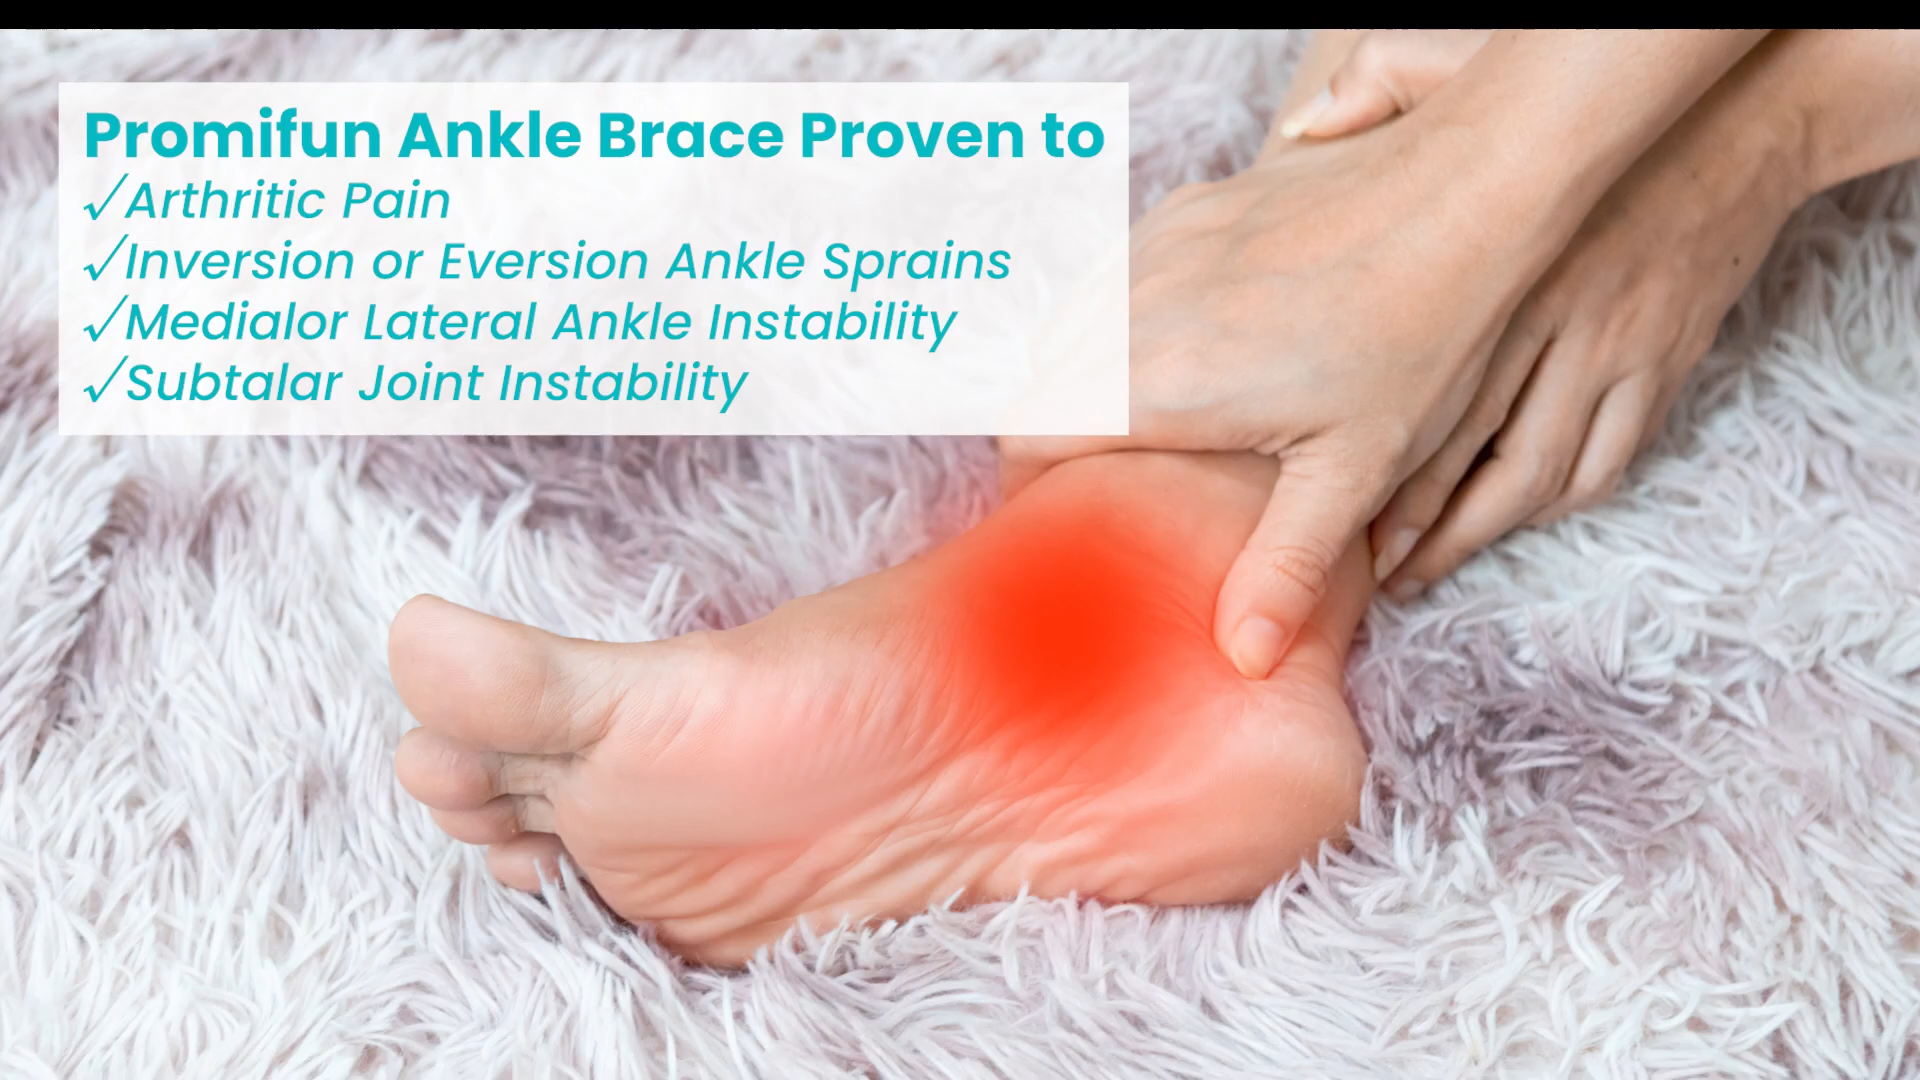 Promifun Ankle Brace Proven to
✓Arthritic Pain
✓Inversion or Eversion Ankle Sprains
✓Medialor Lateral Ankle Instability
✓Subtalar Joint Instability